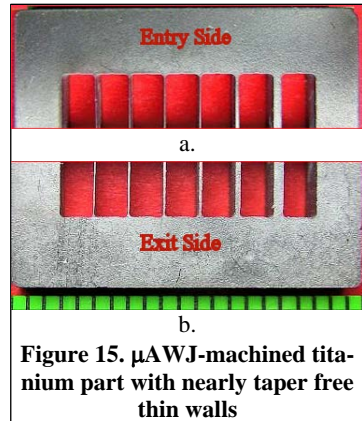 Entry Side
a.
Exit Side
b.
Figure 15. µAWJ-machined tita-
nium part with nearly taper free
thin walls